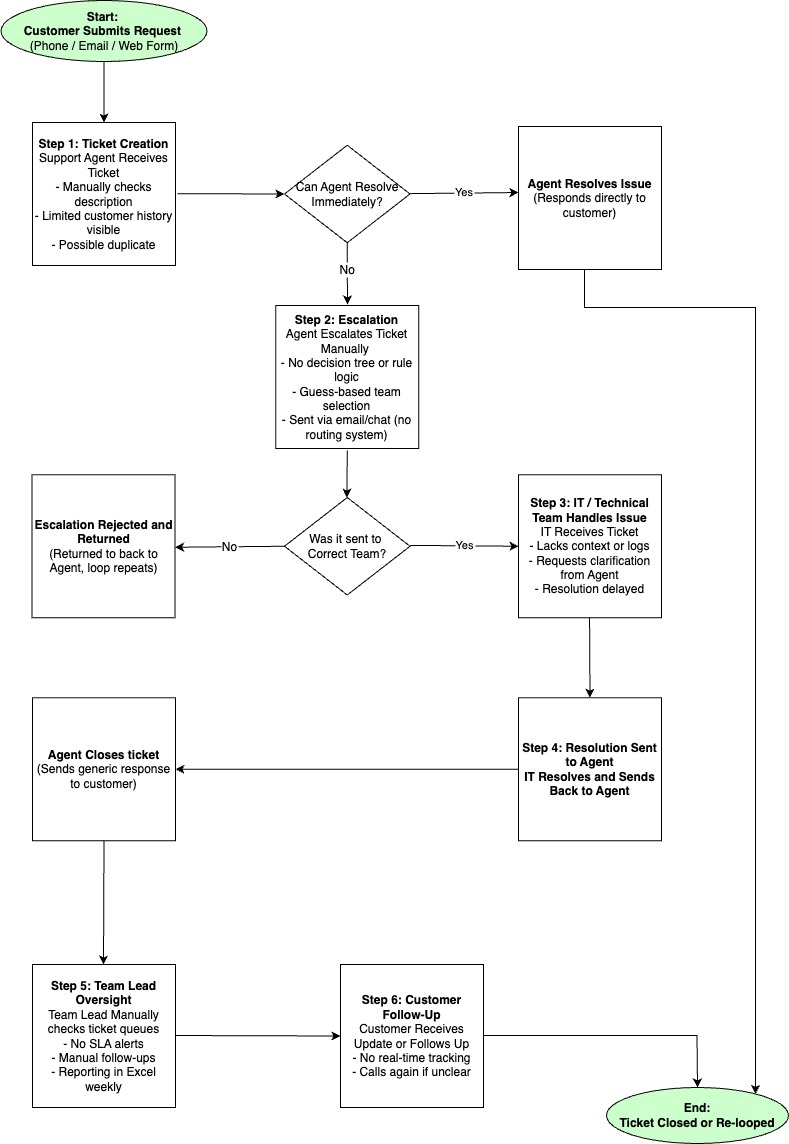 Start:
Customer Submits Request
(Phone / Email / Web Form)
Step 1: Ticket Creation
Support Agent Receives
Ticket
- Manually checks
description
- Limited customer history
visible
- Possible duplicate
Can Agent Resolve
Immediately?
Yes
Agent Resolves Issue
(Responds directly to
customer)
No
Step 2: Escalation
Agent Escalates Ticket
Manually
- No decision tree or rule
logic
- Guess-based team
selection
- Sent via email/chat (no
routing system)
Escalation Rejected and
Returned
(Returned to back to
Agent, loop repeats)
No
Was it sent to
Correct Team?
Yes
Step 3: IT / Technical
Team Handles Issue
IT Receives Ticket
- Lacks context or logs
- Requests clarification
from Agent
- Resolution delayed
Agent Closes ticket
(Sends generic response
to customer)
Step 4: Resolution Sent
to Agent
IT Resolves and Sends
Back to Agent
Step 5: Team Lead
Oversight
Team Lead Manually
checks ticket queues
- No SLA alerts
- Manual follow-ups
- Reporting in Excel
weekly
Step 6: Customer
Follow-Up
Customer Receives
Update or Follows Up
- No real-time tracking
- Calls again if unclear
End:
Ticket Closed or Re-looped